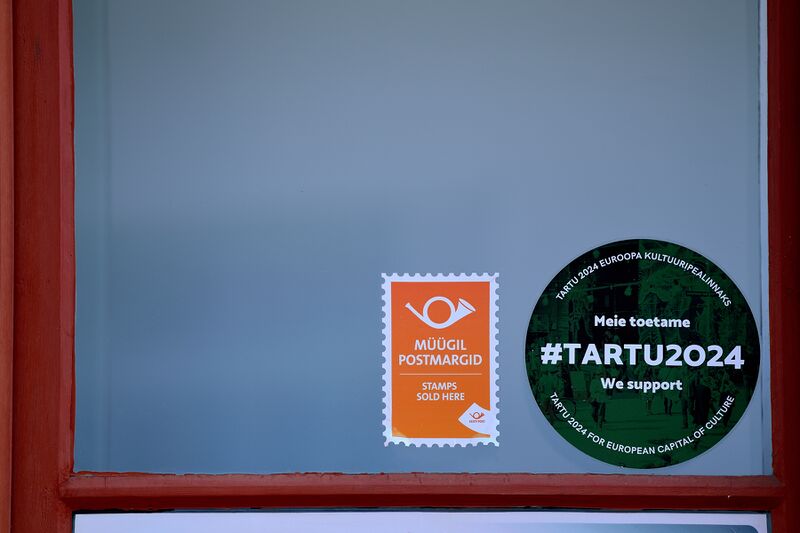 MÜÜGIL
POSTMARGID
STAMPS
SOLD HERE
TARTU 2024 EUROOPA KULTUURIPEALINNAKS
Meie toetame
#TARTU2024
We support
TARTU 2024 FOR EUROPEAN CAPITAL OF CULTURE